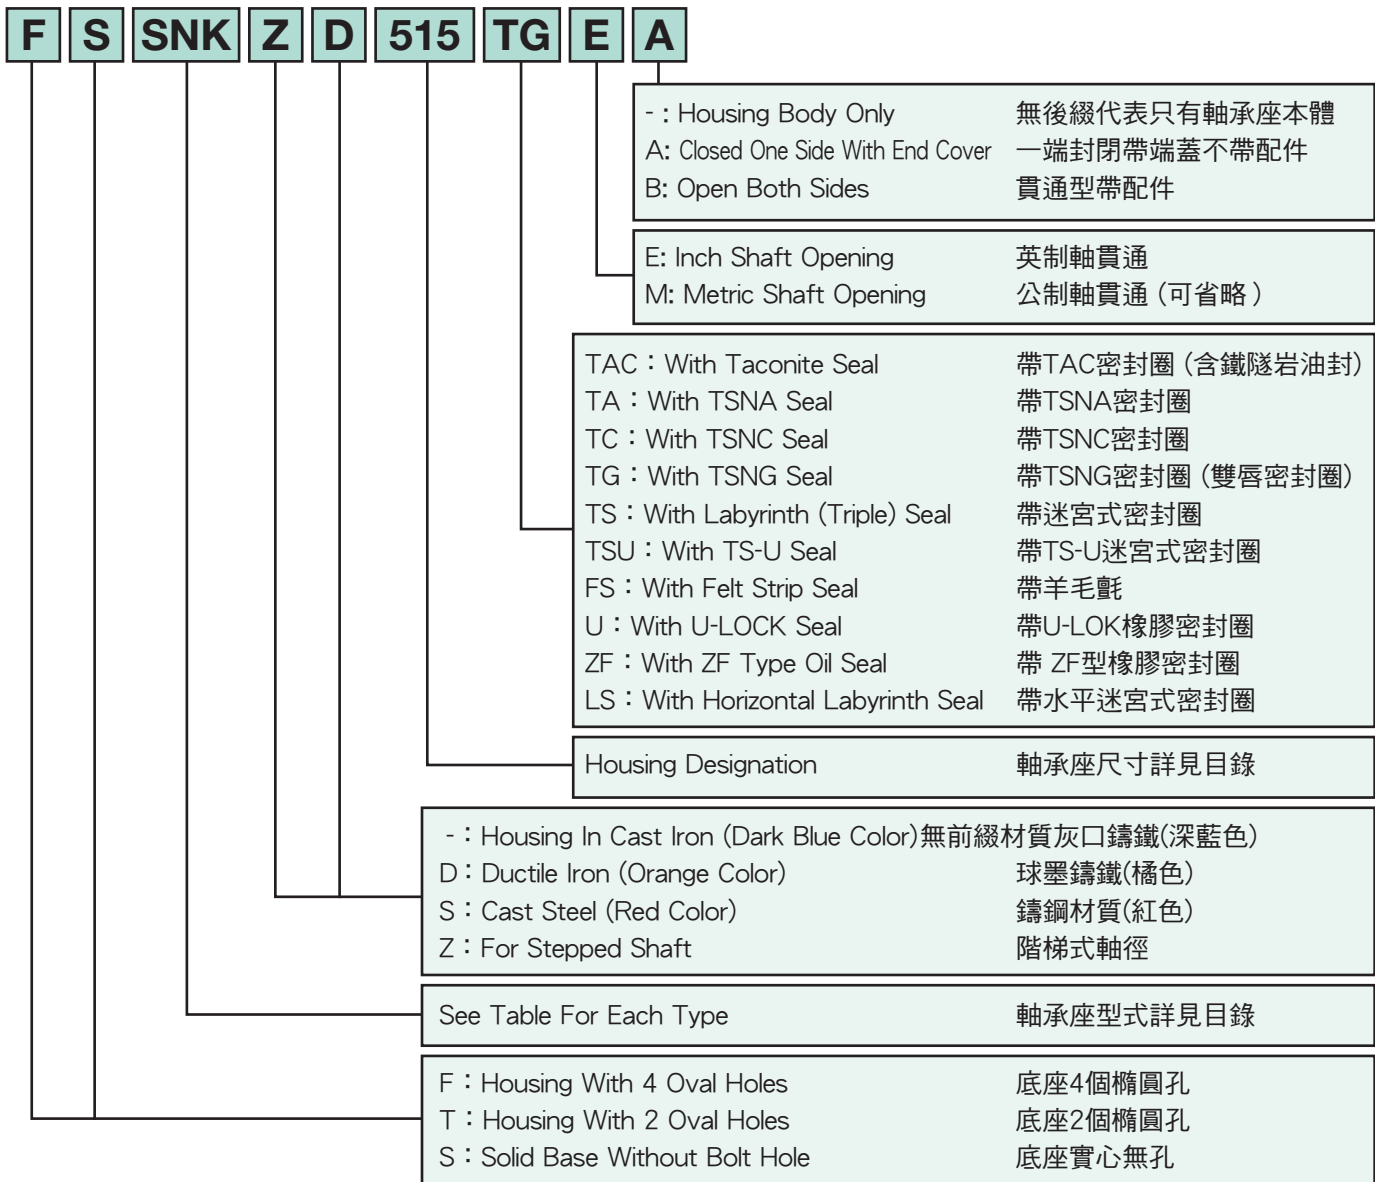 F S SNK Z D 515 TG E A
- : Housing Body Only 無後綴代表只有軸承座本體
A: Closed One Side With End Cover 一端封閉帶端蓋不帶配件
B: Open Both Sides 貫通型帶配件
E: Inch Shaft Opening 英制軸貫通
M: Metric Shaft Opening 公制軸貫通 (可省略)
TAC：With Taconite Seal 帶TAC密封圈 (含鐵隧岩油封)
TA：With TSNA Seal 帶TSNA密封圈
TC：With TSNC Seal 帶TSNC密封圈
TG：With TSNG Seal 帶TSNG密封圈 (雙唇密封圈)
TS：With Labyrinth (Triple) Seal 帶迷宮式密封圈
TSU：With TS-U Seal 帶TS-U迷宮式密封圈
FS：With Felt Strip Seal 帶羊毛氈
U：With U-LOCK Seal 帶U-LOK橡膠密封圈
ZF：With ZF Type Oil Seal 帶 ZF型橡膠密封圈
LS：With Horizontal Labyrinth Seal 帶水平迷宮式密封圈
Housing Designation 軸承座尺寸詳見目錄
-：Housing In Cast Iron (Dark Blue Color)無前綴材質灰口鑄鐵(深藍色)
D：Ductile Iron (Orange Color) 球墨鑄鐵(橘色)
S：Cast Steel (Red Color) 鑄鋼材質(紅色)
Z：For Stepped Shaft 階梯式軸徑
See Table For Each Type 軸承座型式詳見目錄
F：Housing With 4 Oval Holes 底座4個橢圓孔
T：Housing With 2 Oval Holes 底座2個橢圓孔
S：Solid Base Without Bolt Hole 底座實心無孔